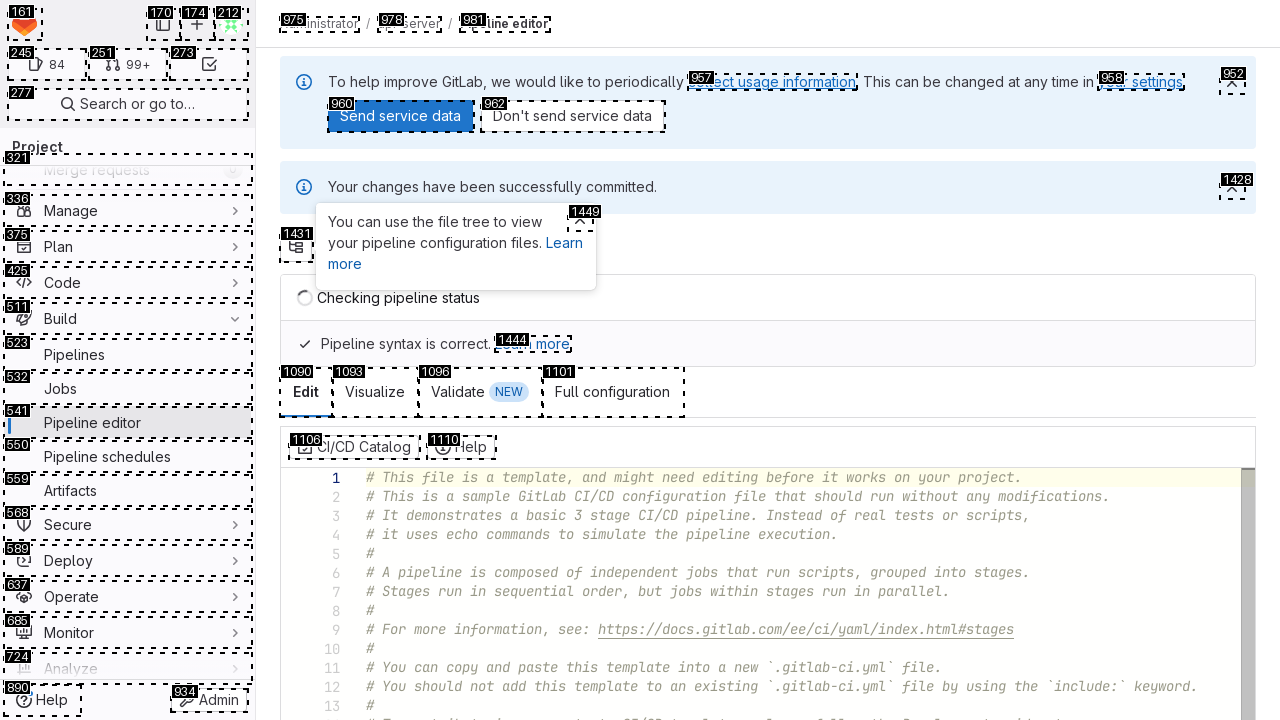 161
170
174
212
245
84
251
99+
273
277
Search or go to…
Project
321
Merge requests
336
Manage
375
Plan
425
Code
511
Build
523
Pipelines
532
Jobs
541
Pipeline editor
550
Pipeline schedules
559
Artifacts
568
Secure
589
Deploy
637
Operate
685
Monitor
724
Analyze
890
Help
934
Admin
975 / 978 server / 981
Pipeline editor
To help improve GitLab, we would like to periodically 957 collect usage information. This can be changed at any time in 958 your settings.
952
960
Send service data
962
Don't send service data
Your changes have been successfully committed.
1428
You can use the file tree to view
your pipeline configuration files. Learn
more
1449
1431
Checking pipeline status
Pipeline syntax is correct. 1444 Learn more
1090
Edit
1093
Visualize
1096
Validate NEW
1101
Full configuration
1106
CI/CD Catalog
1110
Help
1 # This file is a template, and might need editing before it works on your project.
2 # This is a sample GitLab CI/CD configuration file that should run without any modifications.
3 # It demonstrates a basic 3 stage CI/CD pipeline. Instead of real tests or scripts,
4 # it uses echo commands to simulate the pipeline execution.
5 #
6 # A pipeline is composed of independent jobs that run scripts, grouped into stages.
7 # Stages run in sequential order, but jobs within stages run in parallel.
8 #
9 # For more information, see: https://docs.gitlab.com/ee/ci/yaml/index.html#stages
10 #
11 # You can copy and paste this template into a new `.gitlab-ci.yml` file.
12 # You should not add this template to an existing `.gitlab-ci.yml` file by using the `include:` keyword.
13 #